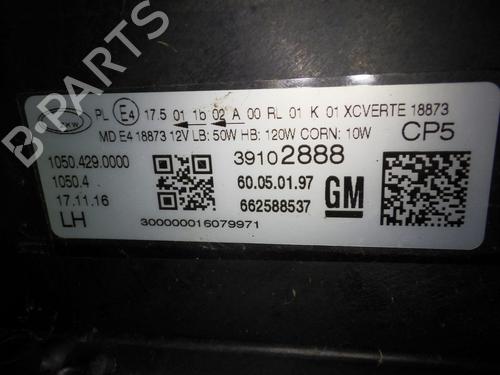 PL E4 17.5 01 1b 02 A 00 RL 01 K 01 XCVERTE 18873
MD E4 18873 12V LB: 50W HB: 120W CORN: 10W CP5
1050.429.0000
1050.4
17.11.16
LH
39102888
60.05.01.97
662588537
GM
300000016079971
B-PARTS